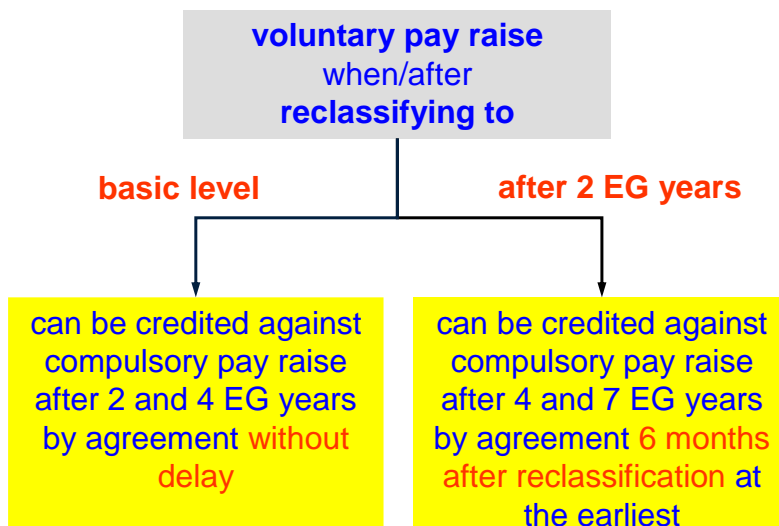 voluntary pay raise
when/after
reclassifying to
basic level
after 2 EG years
can be credited against
compulsory pay raise
after 2 and 4 EG years
by agreement without
delay
can be credited against
compulsory pay raise
after 4 and 7 EG years
by agreement 6 months
after reclassification at
the earliest